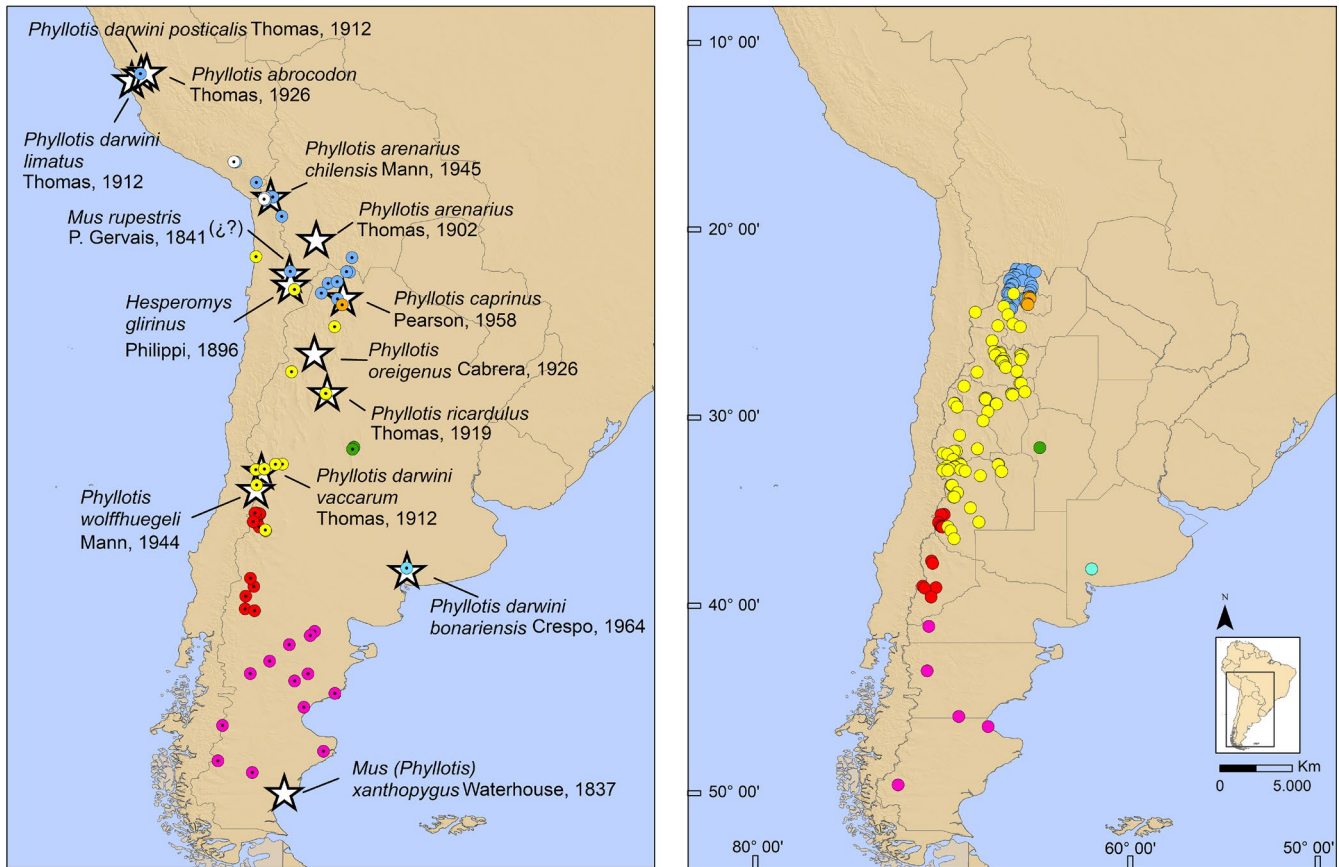 Phyllotis darwini posticalis Thomas, 1912
Phyllotis abrocodon
Thomas, 1926
Phyllotis darwini
limatus
Thomas, 1912
Phyllotis arenarius
chilensis Mann, 1945
Mus rupestris
P. Gervais, 1841 (¿?)
Phyllotis arenarius
Thomas, 1902
Hesperomys
glirinus
Philippi, 1896
Phyllotis caprinus
Pearson, 1958
Phyllotis
oreigenus Cabrera, 1926
Phyllotis ricardulus
Thomas, 1919
Phyllotis darwini
vaccarum
Thomas, 1912
Phyllotis
wolffhuegeli
Mann, 1944
Phyllotis darwini
bonariensis Crespo, 1964
Mus (Phyllotis)
xanthopygus Waterhouse, 1837
10° 00'
20° 00'
30° 00'
40° 00'
50° 00'
N
Km
0 5.000
80° 00' 60° 00' 50° 00'